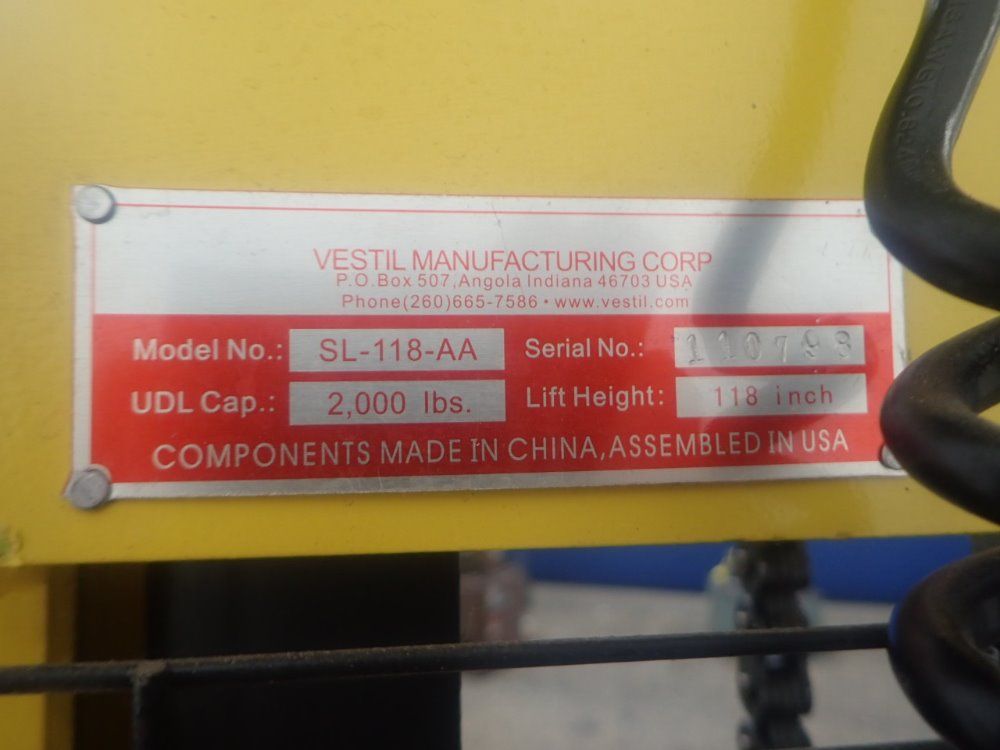 VESTIL MANUFACTURING CORP
P.O.Box 507,Angola Indiana 46703 USA
Phone(260)665-7586 • www.vestil.com
Model No.: SL-118-AA Serial No.: 110793
UDL Cap.: 2,000 lbs. Lift Height: 118 inch
COMPONENTS MADE IN CHINA,ASSEMBLED IN USA